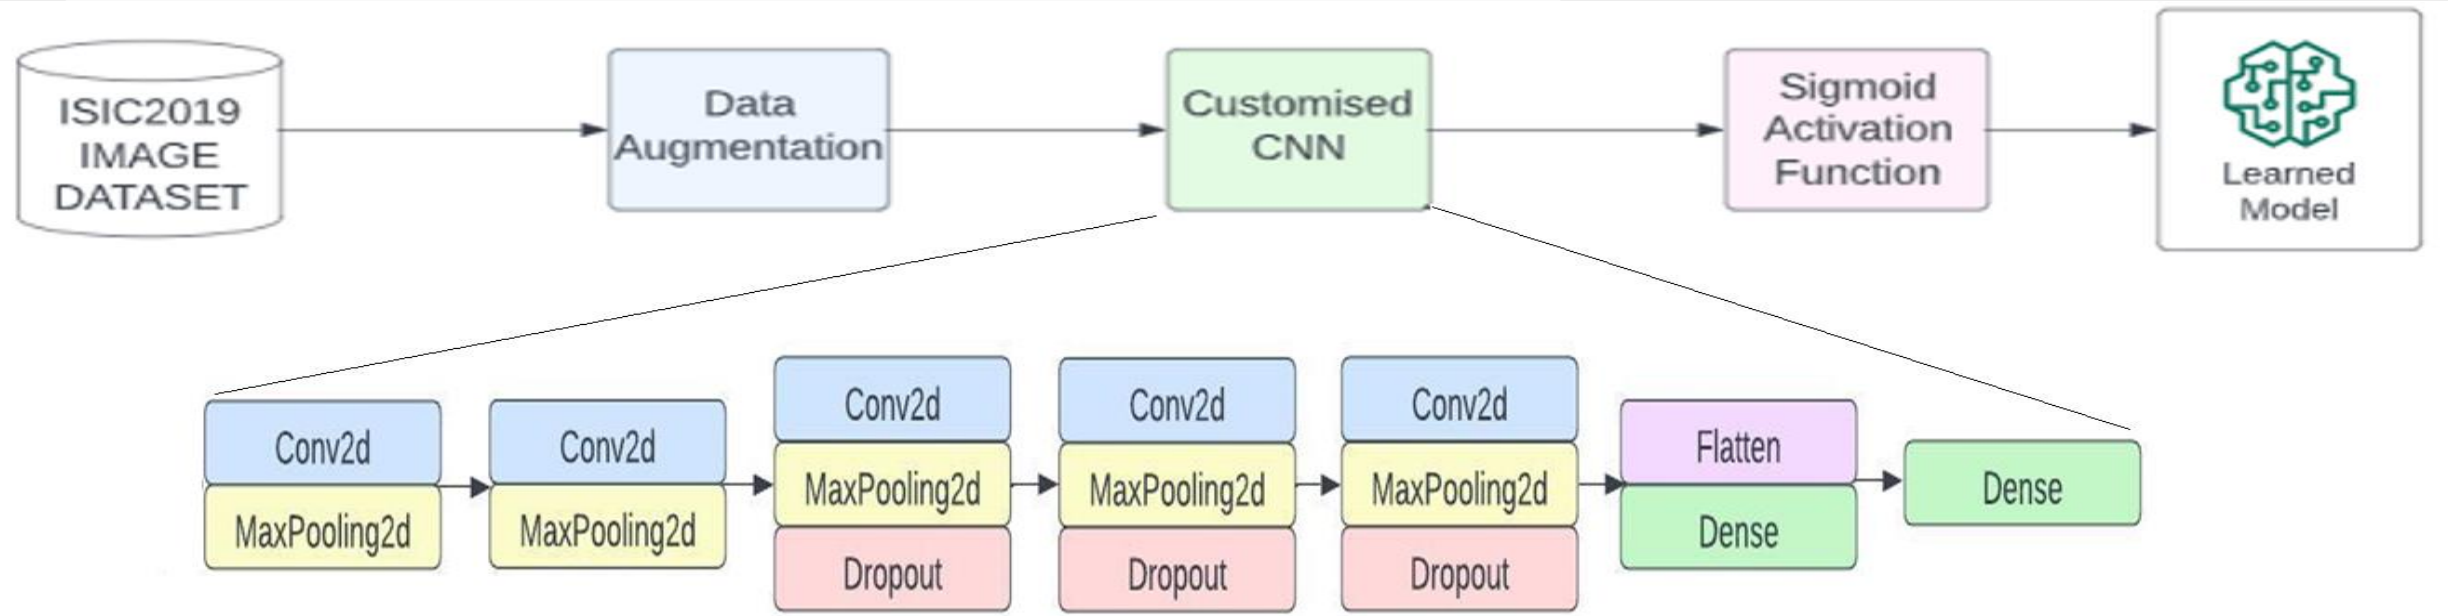 ISIC2019
IMAGE
DATASET
Data
Augmentation
Customised
CNN
Sigmoid
Activation
Function
Learned
Model
Conv2d
MaxPooling2d
Conv2d
MaxPooling2d
Conv2d
MaxPooling2d
Dropout
Conv2d
MaxPooling2d
Dropout
Conv2d
MaxPooling2d
Dropout
Flatten
Dense
Dense